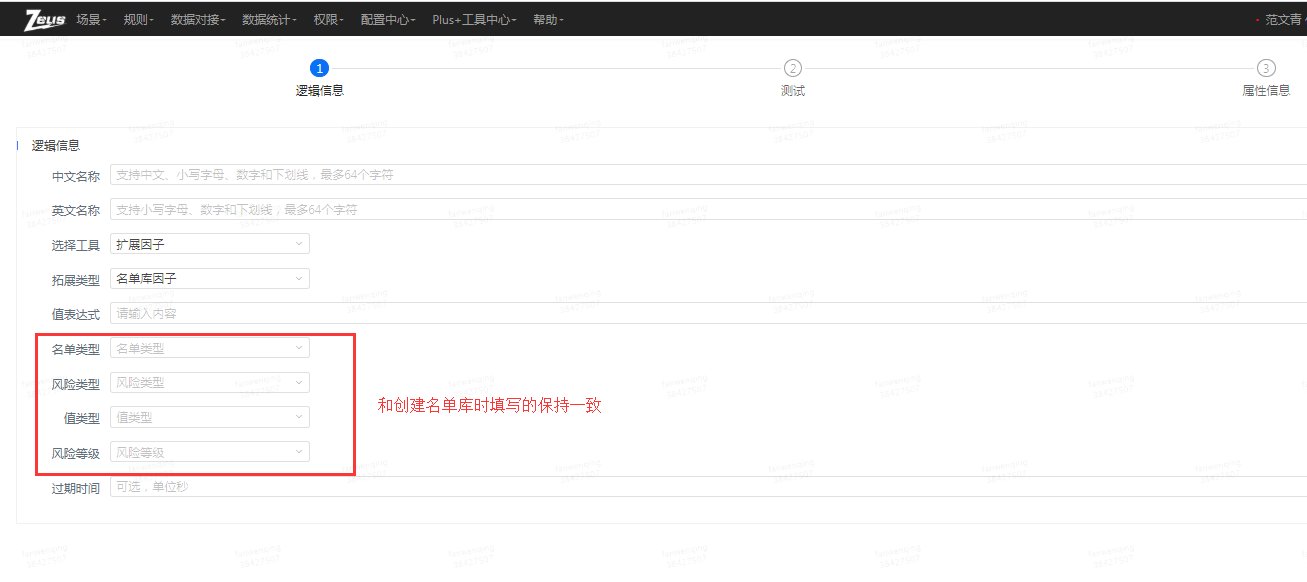 Zeus 场景 规则 数据对接 数据统计 权限 配置中心 Plus+工具中心 帮助 范文青
1 2 3
逻辑信息 测试 属性信息
逻辑信息
中文名称 支持中文、小写字母、数字和下划线，最多64个字符
英文名称 支持小写字母、数字和下划线，最多64个字符
选择工具 扩展因子
拓展类型 名单库因子
值表达式 请输入内容
名单类型 名单类型
风险类型 风险类型
和创建名单库时填写的保持一致
值类型 值类型
风险等级 风险等级
过期时间 可选，单位秒